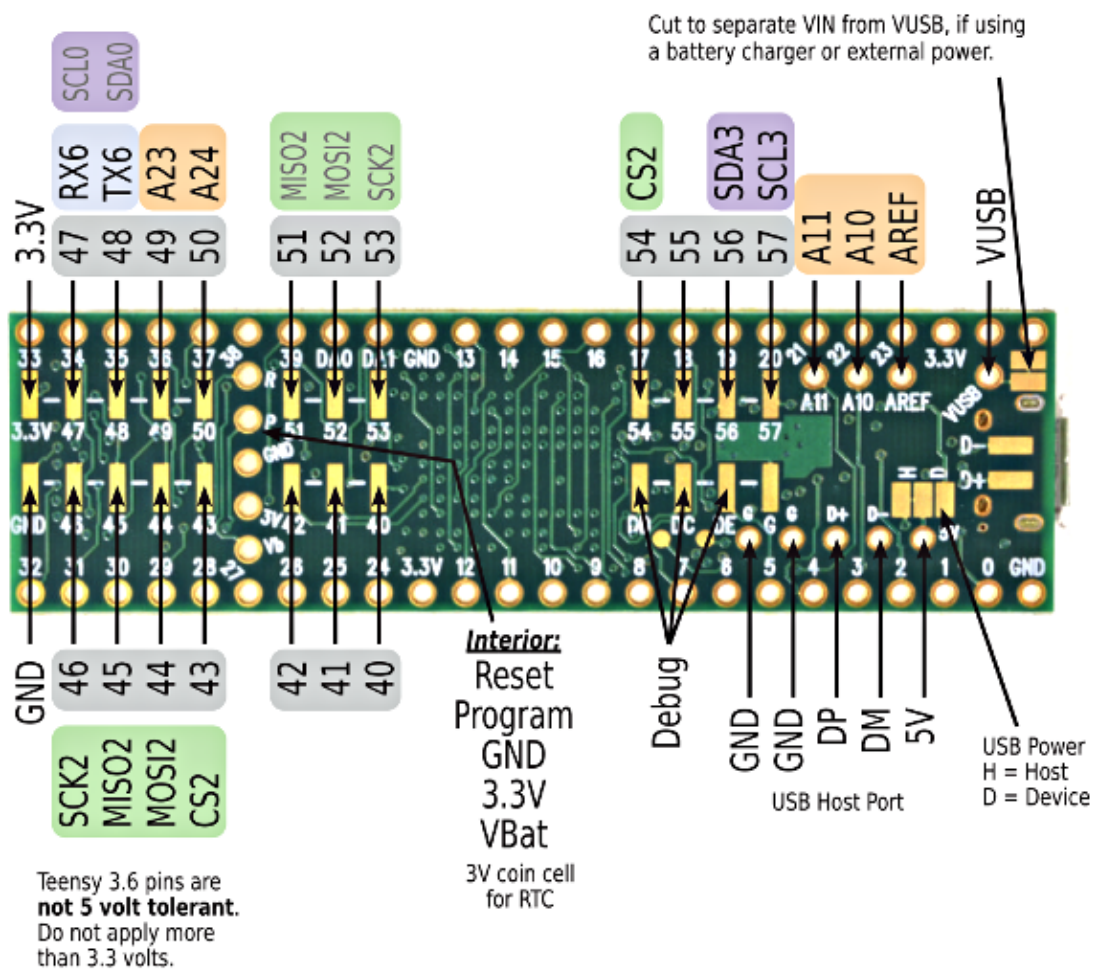 Cut to separate VIN from VUSB, if using
a battery charger or external power.
SCL0 SDA0
RX6 TX6 A23 A24
MISO2 MOSI2 SCK2
CS2 SDA3 SCL3
3.3V 47 48 49 50
51 52 53
54 55 56 57
A11 A10 AREF
VUSB
33 34 35 36 37 38 39 DA0 DA1 GND 13 14 15 16 17 18 19 20 21 22 23 3.3V
R
A11 A10 AREF VUSB
3.3V 47 48 49 50 P 51 52 53 54 55 56 57
GND D-
H D D+
GND 46 45 44 43 3V 42 41 40 DD DC DE G G G D+ D- 5V
Vb
32 31 30 29 28 27 26 25 24 3.3V 12 11 10 9 8 7 6 5 4 3 2 1 0 GND
GND 46 45 44 43
42 41 40
SCK2 MISO2 MOSI2 CS2
Interior:
Reset
Program
GND
3.3V
VBat
3V coin cell
for RTC
Debug
GND GND DP DM 5V
USB Host Port
USB Power
H = Host
D = Device
Teensy 3.6 pins are
not 5 volt tolerant.
Do not apply more
than 3.3 volts.